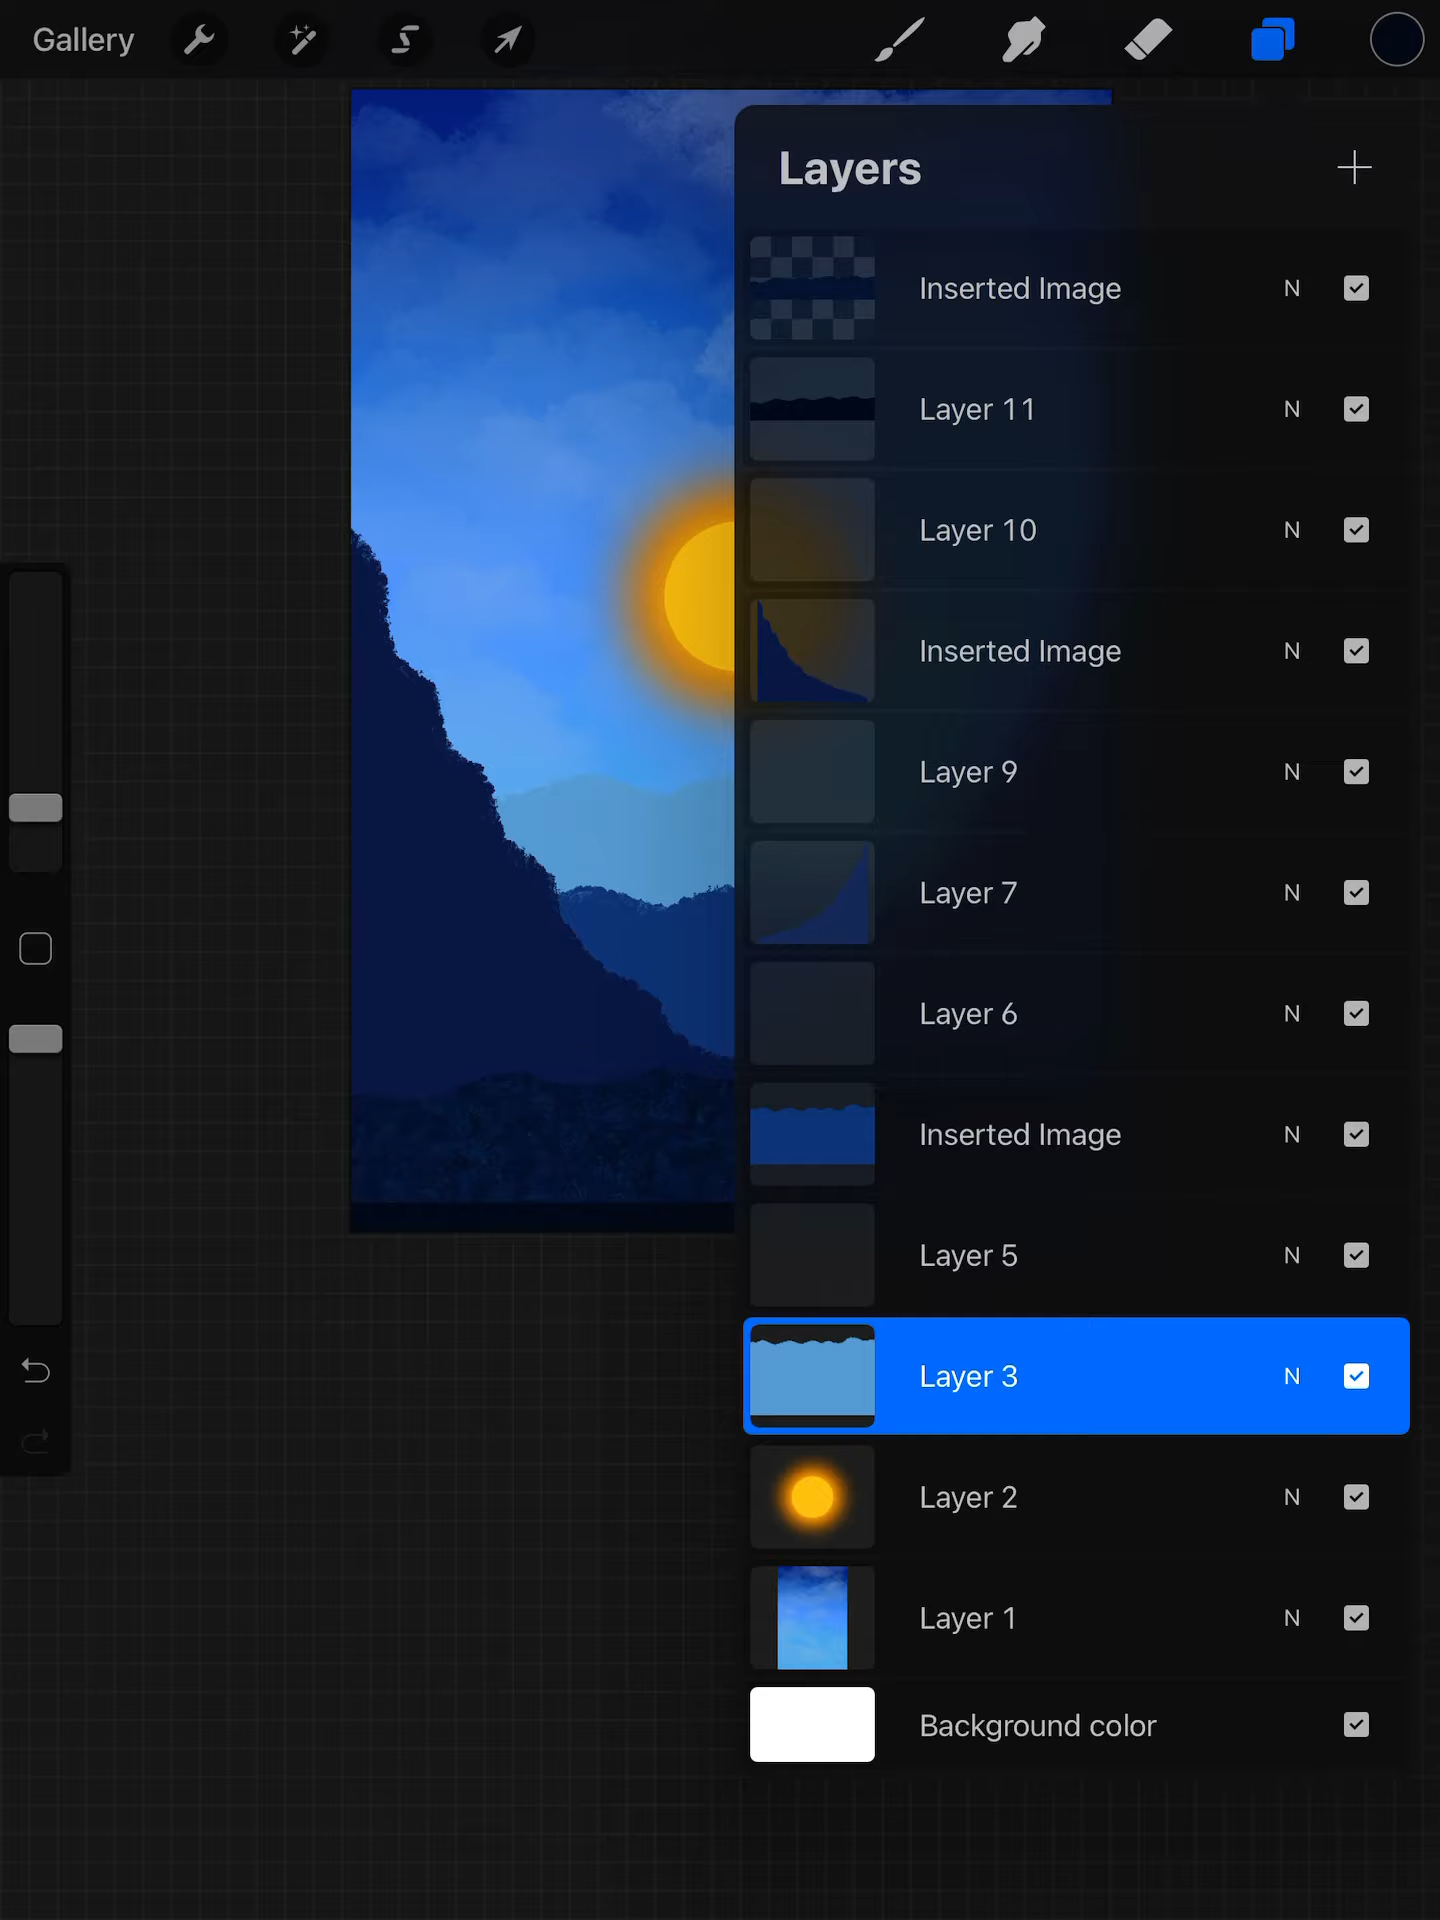 Gallery
Layers
Inserted Image N
Layer 11 N
Layer 10 N
Inserted Image N
Layer 9 N
Layer 7 N
Layer 6 N
Inserted Image N
Layer 5 N
Layer 3 N
Layer 2 N
Layer 1 N
Background color